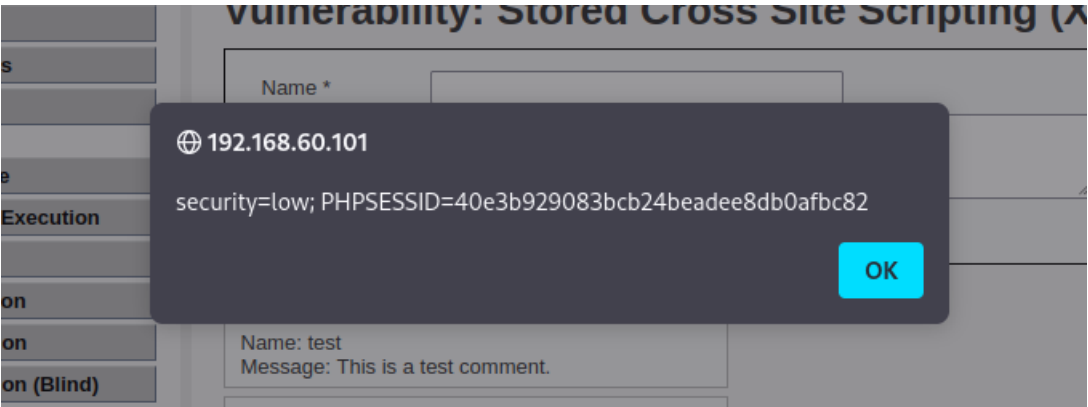 Vulnerability: Stored Cross Site Scripting (X
s
Name *
192.168.60.101
e
security=low; PHPSESSID=40e3b929083bcb24beadee8db0afbc82
Execution
OK
on
on
Name: test
Message: This is a test comment.
on (Blind)